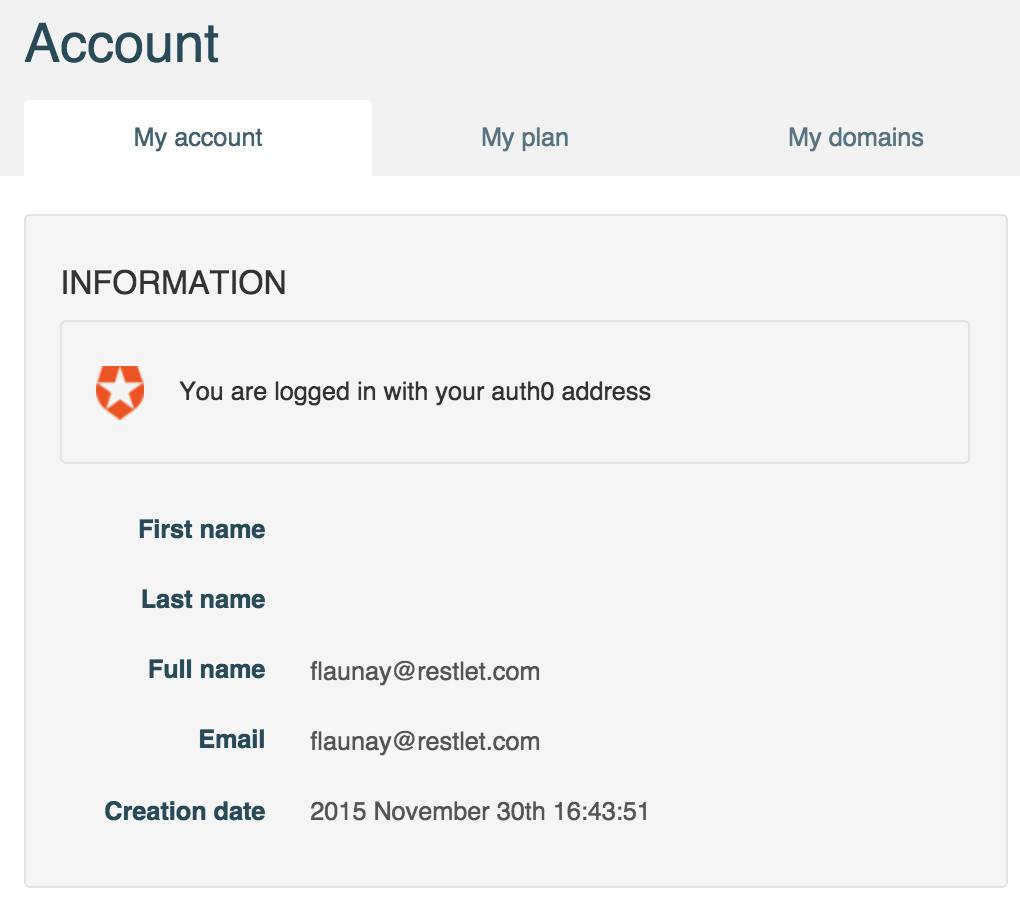 Account
My account My plan My domains
INFORMATION
You are logged in with your auth0 address
First name
Last name
Full name flaunay@restlet.com
Email flaunay@restlet.com
Creation date 2015 November 30th 16:43:51